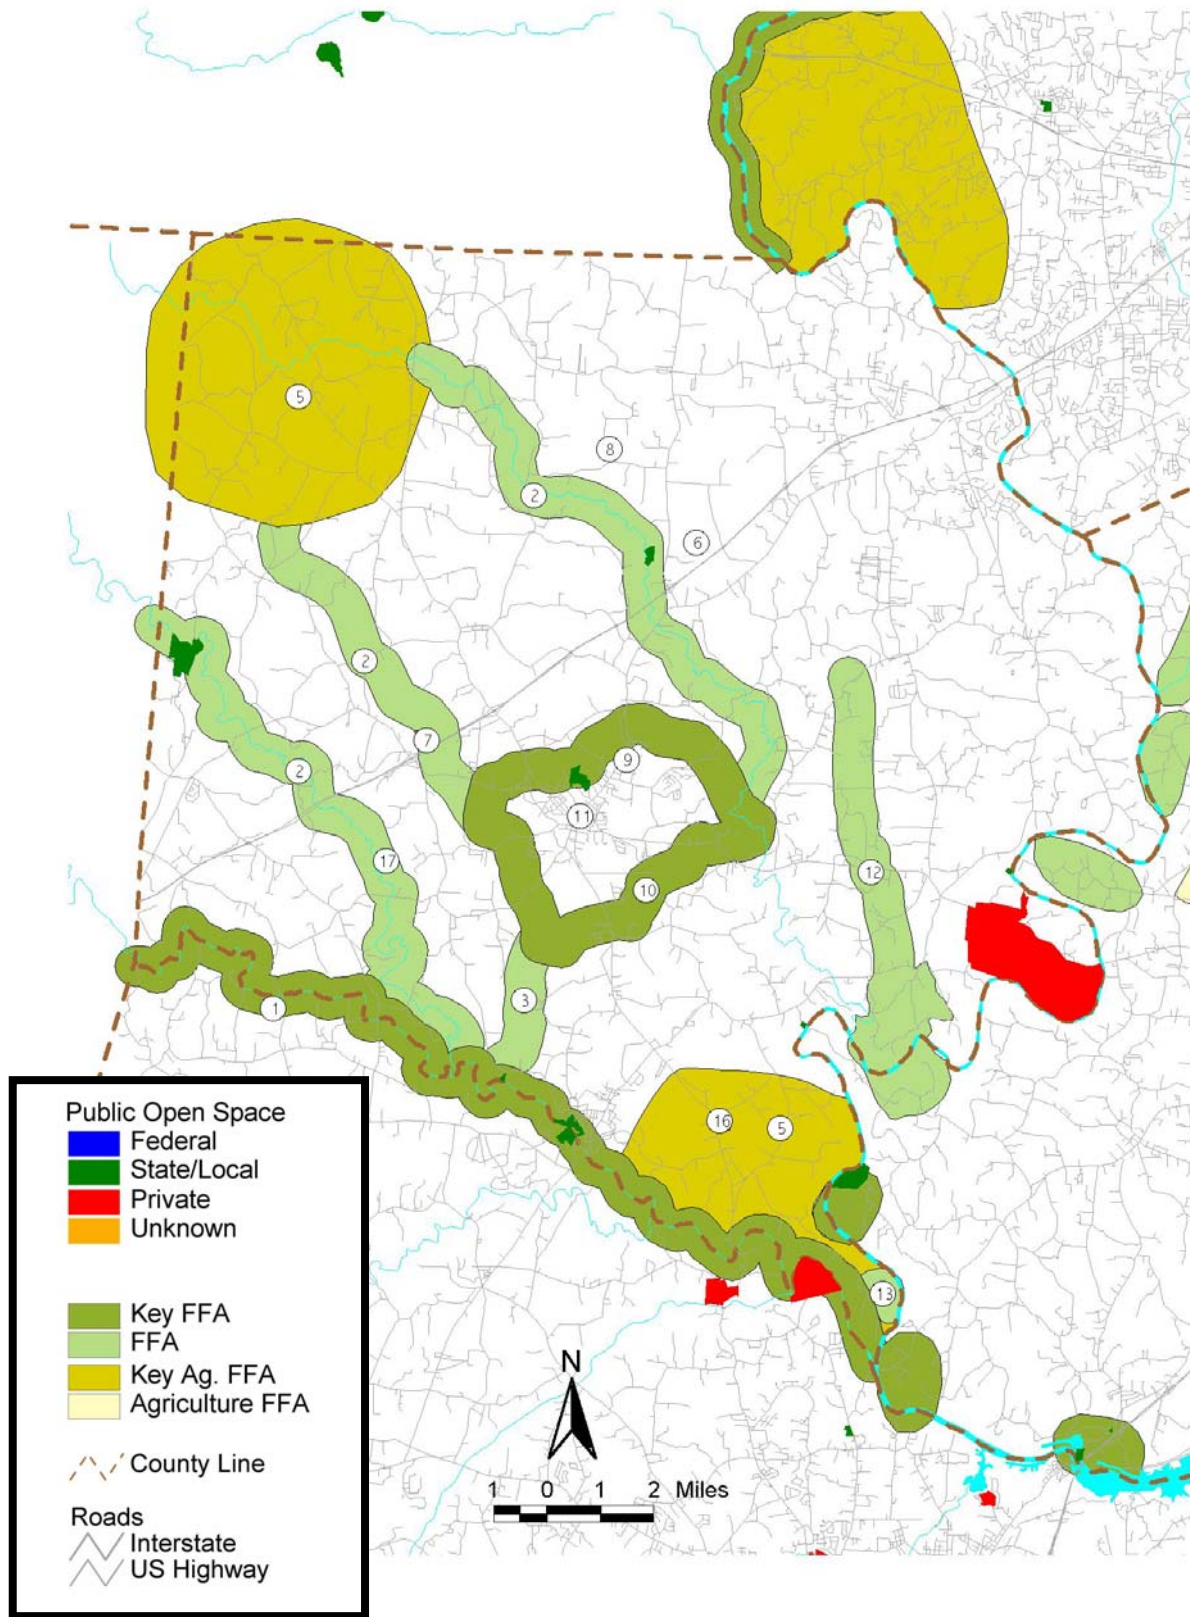 5
8
2
6
2
7
9
2
11
17
12
10
3
1
16
5
13
Public Open Space
Federal
State/Local
Private
Unknown
Key FFA
FFA
Key Ag. FFA
Agriculture FFA
County Line
Roads
Interstate
US Highway
N
1 0 1 2 Miles